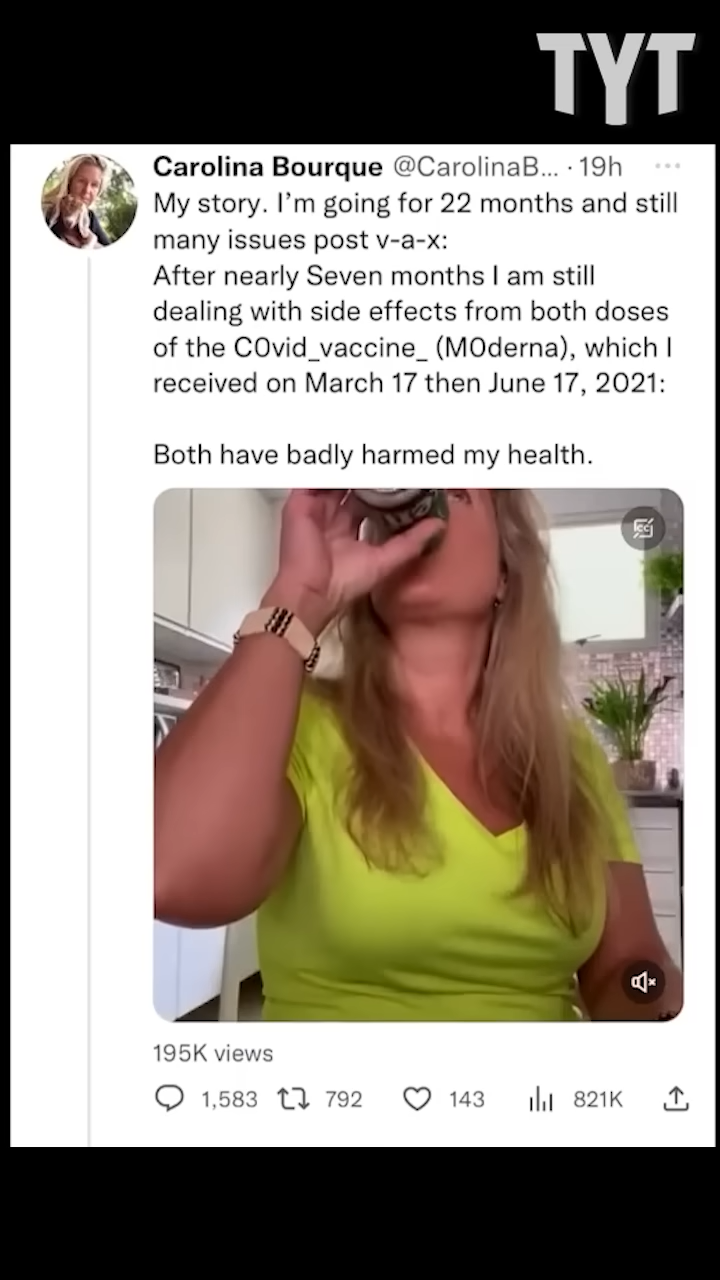 TYT
Carolina Bourque @CarolinaB... · 19h
My story. I'm going for 22 months and still
many issues post v-a-x:
After nearly Seven months I am still
dealing with side effects from both doses
of the C0vid_vaccine_ (M0derna), which I
received on March 17 then June 17, 2021:
Both have badly harmed my health.
195K views
1,583 792 143 821K